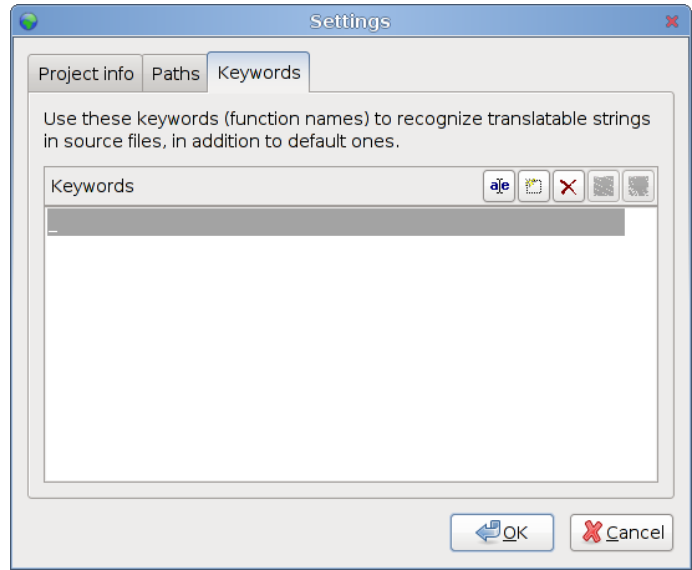 Settings
Project info Paths Keywords
Use these keywords (function names) to recognize translatable strings
in source files, in addition to default ones.
Keywords
_
OK Cancel